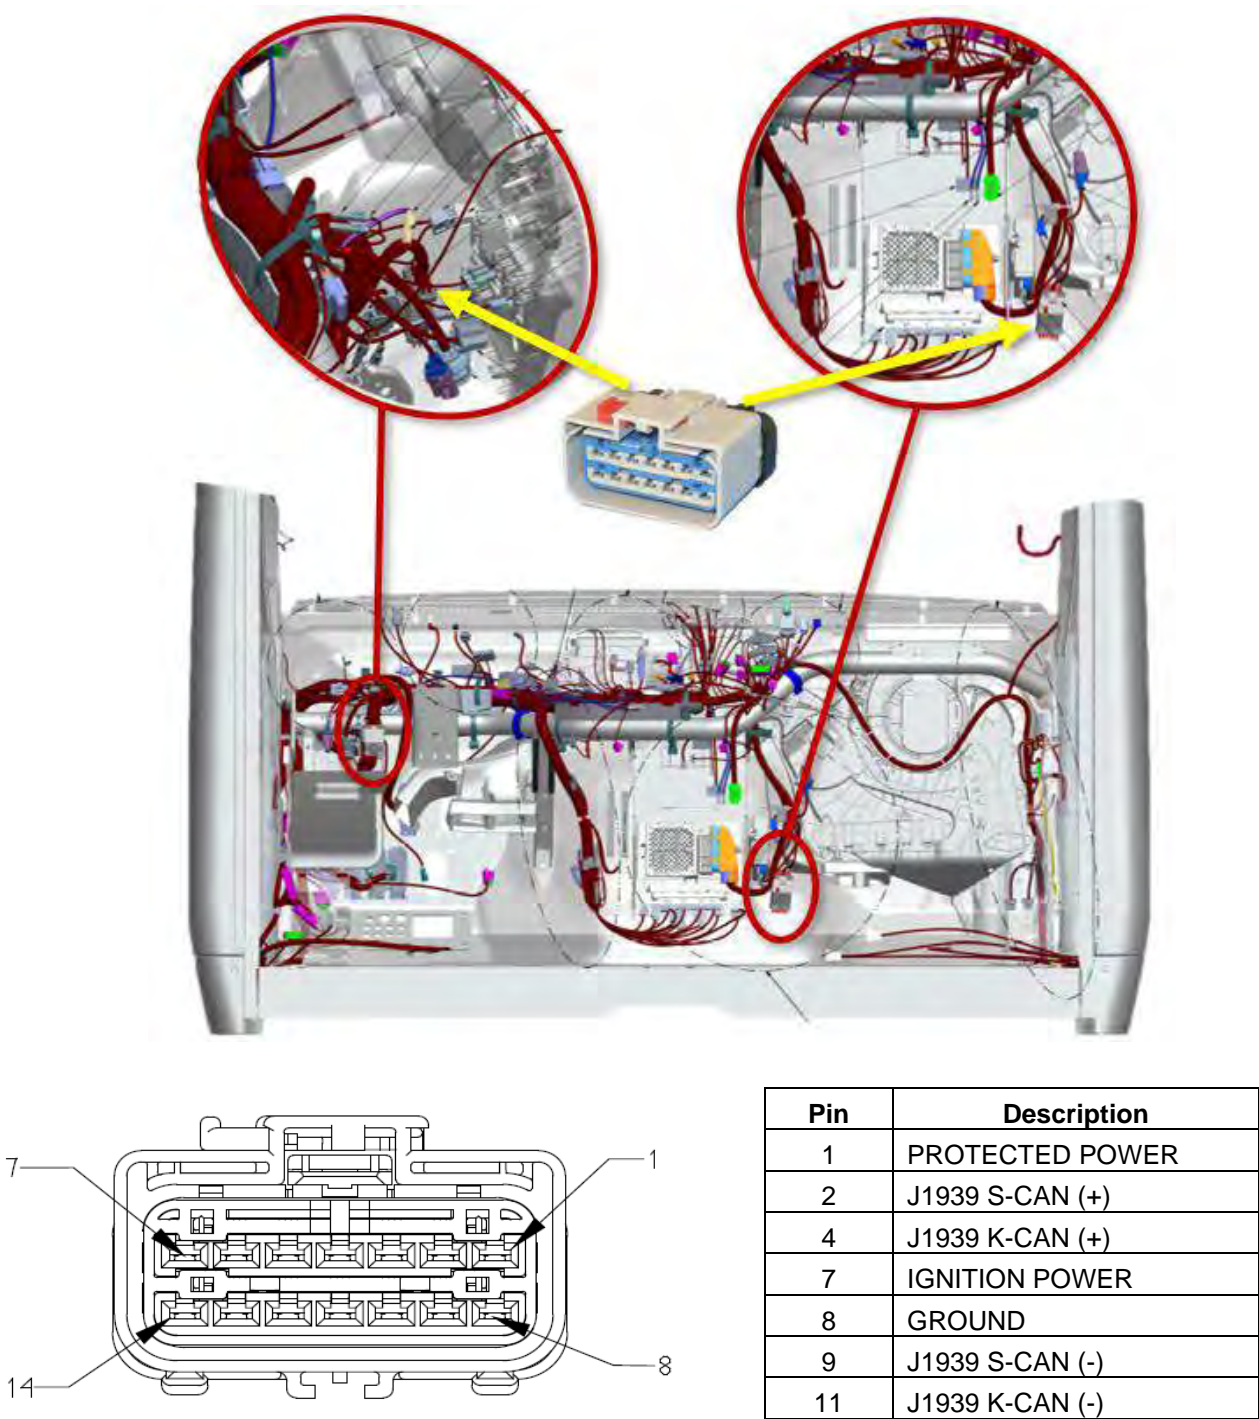 7
1
14
8
Pin Description
1 PROTECTED POWER
2 J1939 S-CAN (+)
4 J1939 K-CAN (+)
7 IGNITION POWER
8 GROUND
9 J1939 S-CAN (-)
11 J1939 K-CAN (-)